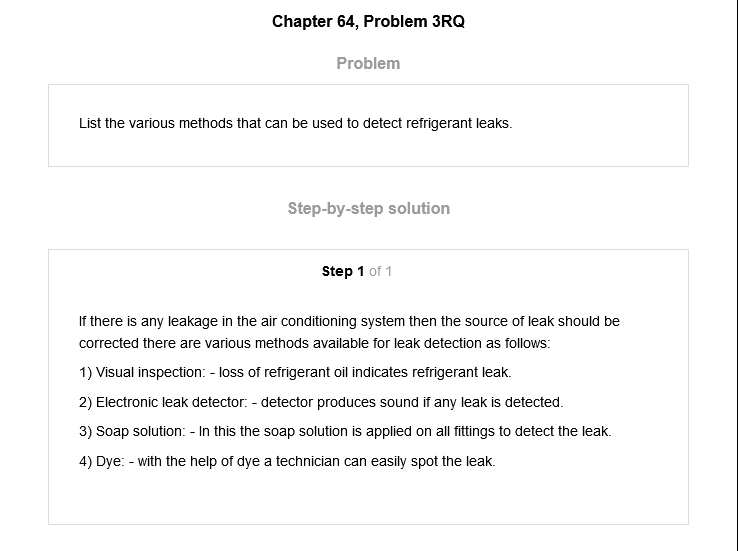 Chapter 64, Problem 3RQ
Problem
List the various methods that can be used to detect refrigerant leaks.
Step-by-step solution
Step 1 of 1
If there is any leakage in the air conditioning system then the source of leak should be
corrected there are various methods available for leak detection as follows:
1) Visual inspection: - loss of refrigerant oil indicates refrigerant leak.
2) Electronic leak detector: - detector produces sound if any leak is detected.
3) Soap solution: - In this the soap solution is applied on all fittings to detect the leak.
4) Dye: - with the help of dye a technician can easily spot the leak.